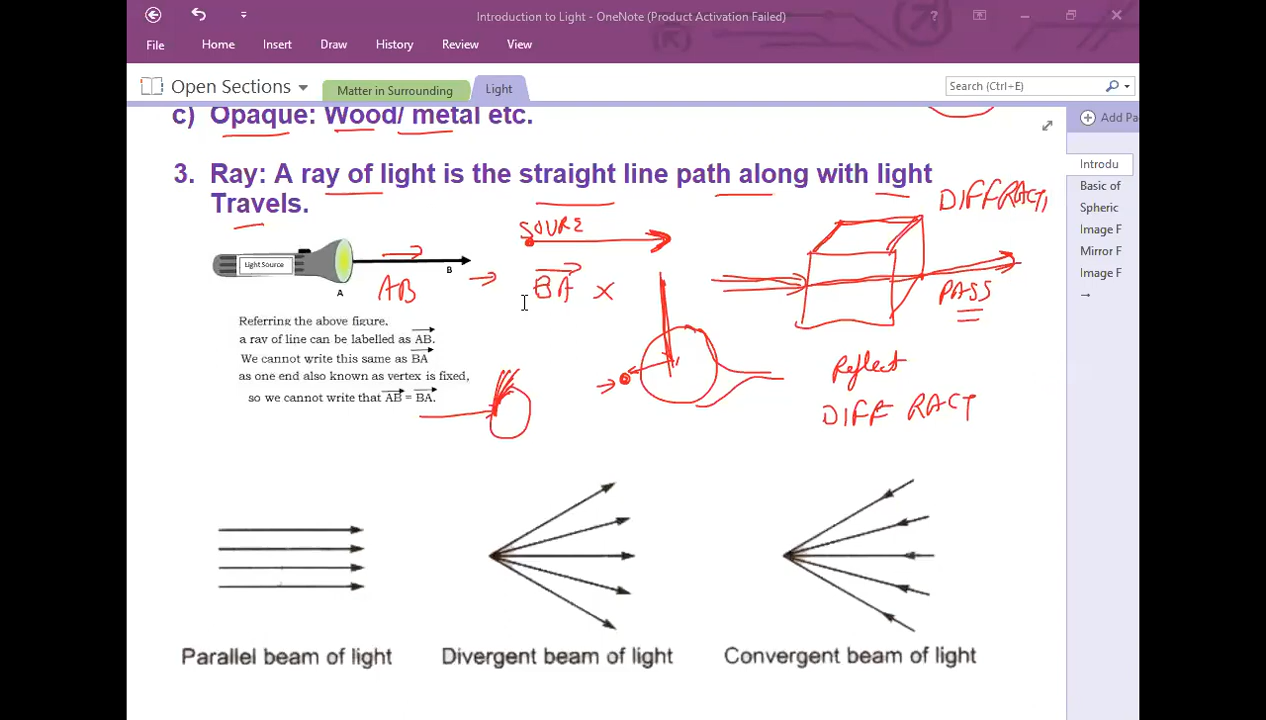 Introduction to Light - OneNote (Product Activation Failed)
File Home Insert Draw History Review View
Open Sections Matter in Surrounding Light Search (Ctrl+E)
Add Pa
c) Opaque: Wood/ metal etc.
3. Ray: A ray of light is the straight line path along with light
Travels.
Introdu
Basic of
Spheric
Image F
Mirror F
Image F
DIFFRACTI
SOURE
Light Source
A
B
AB
BA x
PASS
Referring the above figure,
a ray of line can be labelled as AB.
We cannot write this same as BA
as one end also known as vertex is fixed,
so we cannot write that AB = BA.
Reflect
DIFF RACT
Parallel beam of light
Divergent beam of light
Convergent beam of light